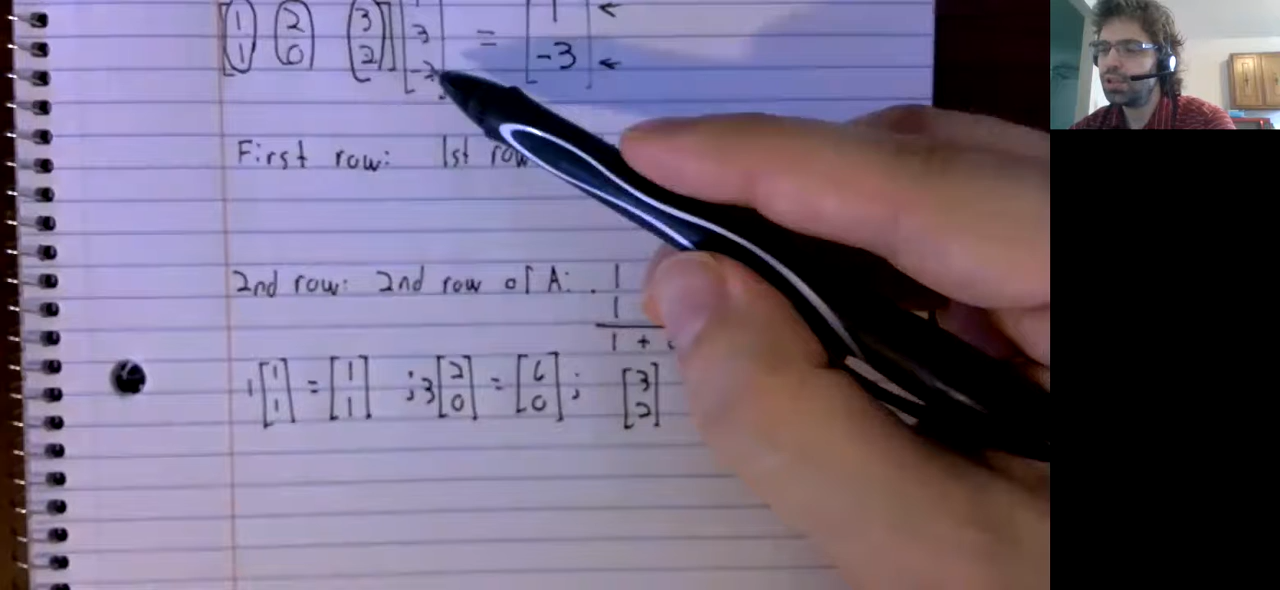 [1 2 3] [ ] = [1] ←
[1 0 2] [3] [-3] ←
[-2]
First row: 1st row
2nd row: 2nd row of A: . 1
1
1 +
1[1 1] = [1 1] ; 3[2 0] = [6 0] ; [3 2]